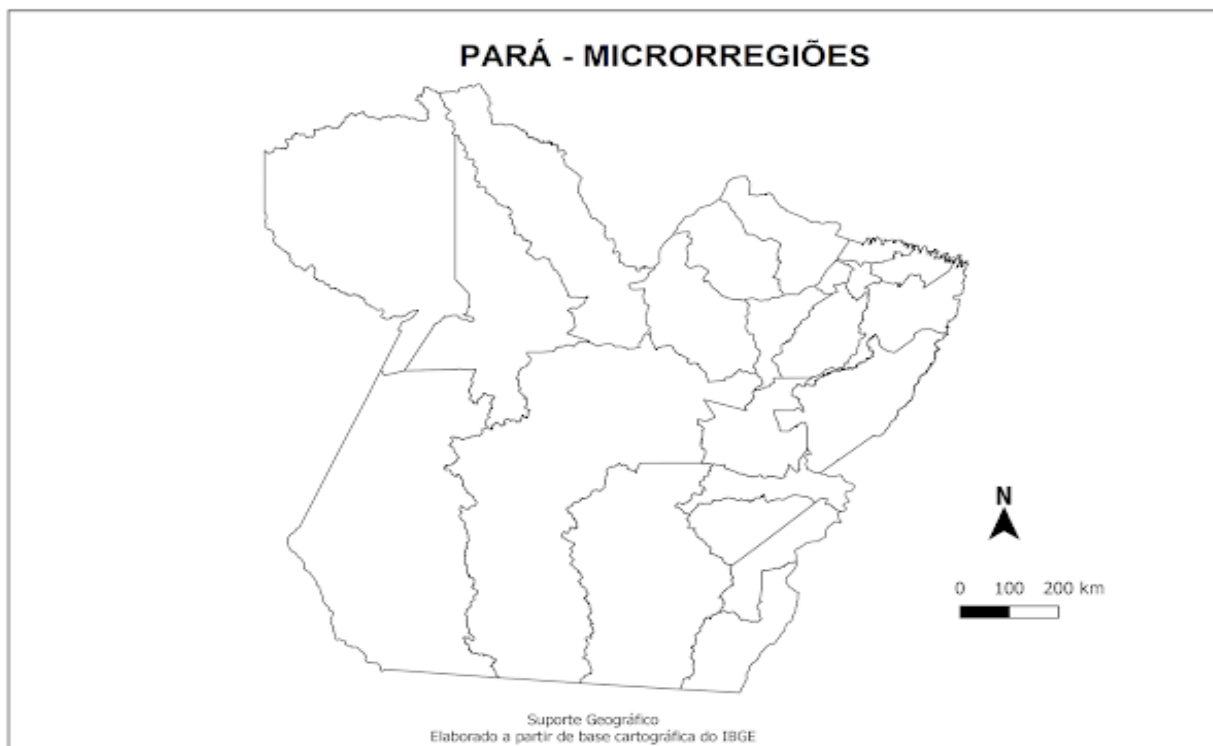 PARÁ - MICRORREGIÕES
N
0 100 200 km
Suporte Geográfico
Elaborado a partir de base cartográfica do IBGE